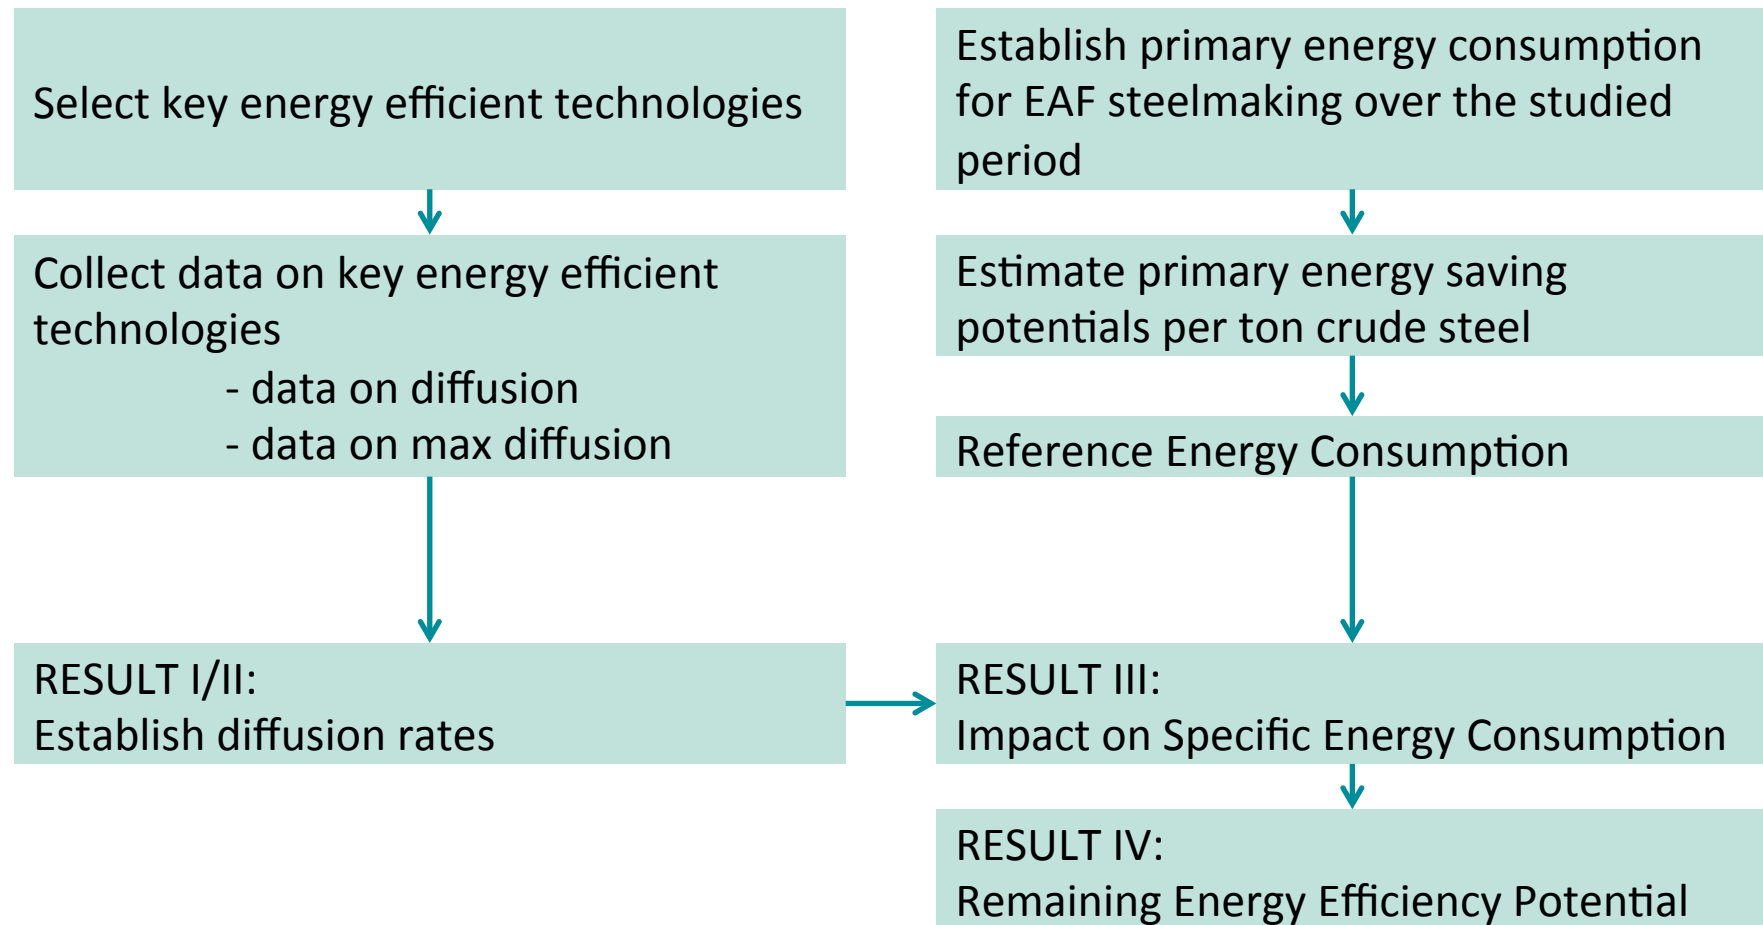 Select key energy efficient technologies
Collect data on key energy efficient
technologies
- data on diffusion
- data on max diffusion
RESULT I/II:
Establish diffusion rates
Establish primary energy consumption
for EAF steelmaking over the studied
period
Estimate primary energy saving
potentials per ton crude steel
Reference Energy Consumption
RESULT III:
Impact on Specific Energy Consumption
RESULT IV:
Remaining Energy Efficiency Potential